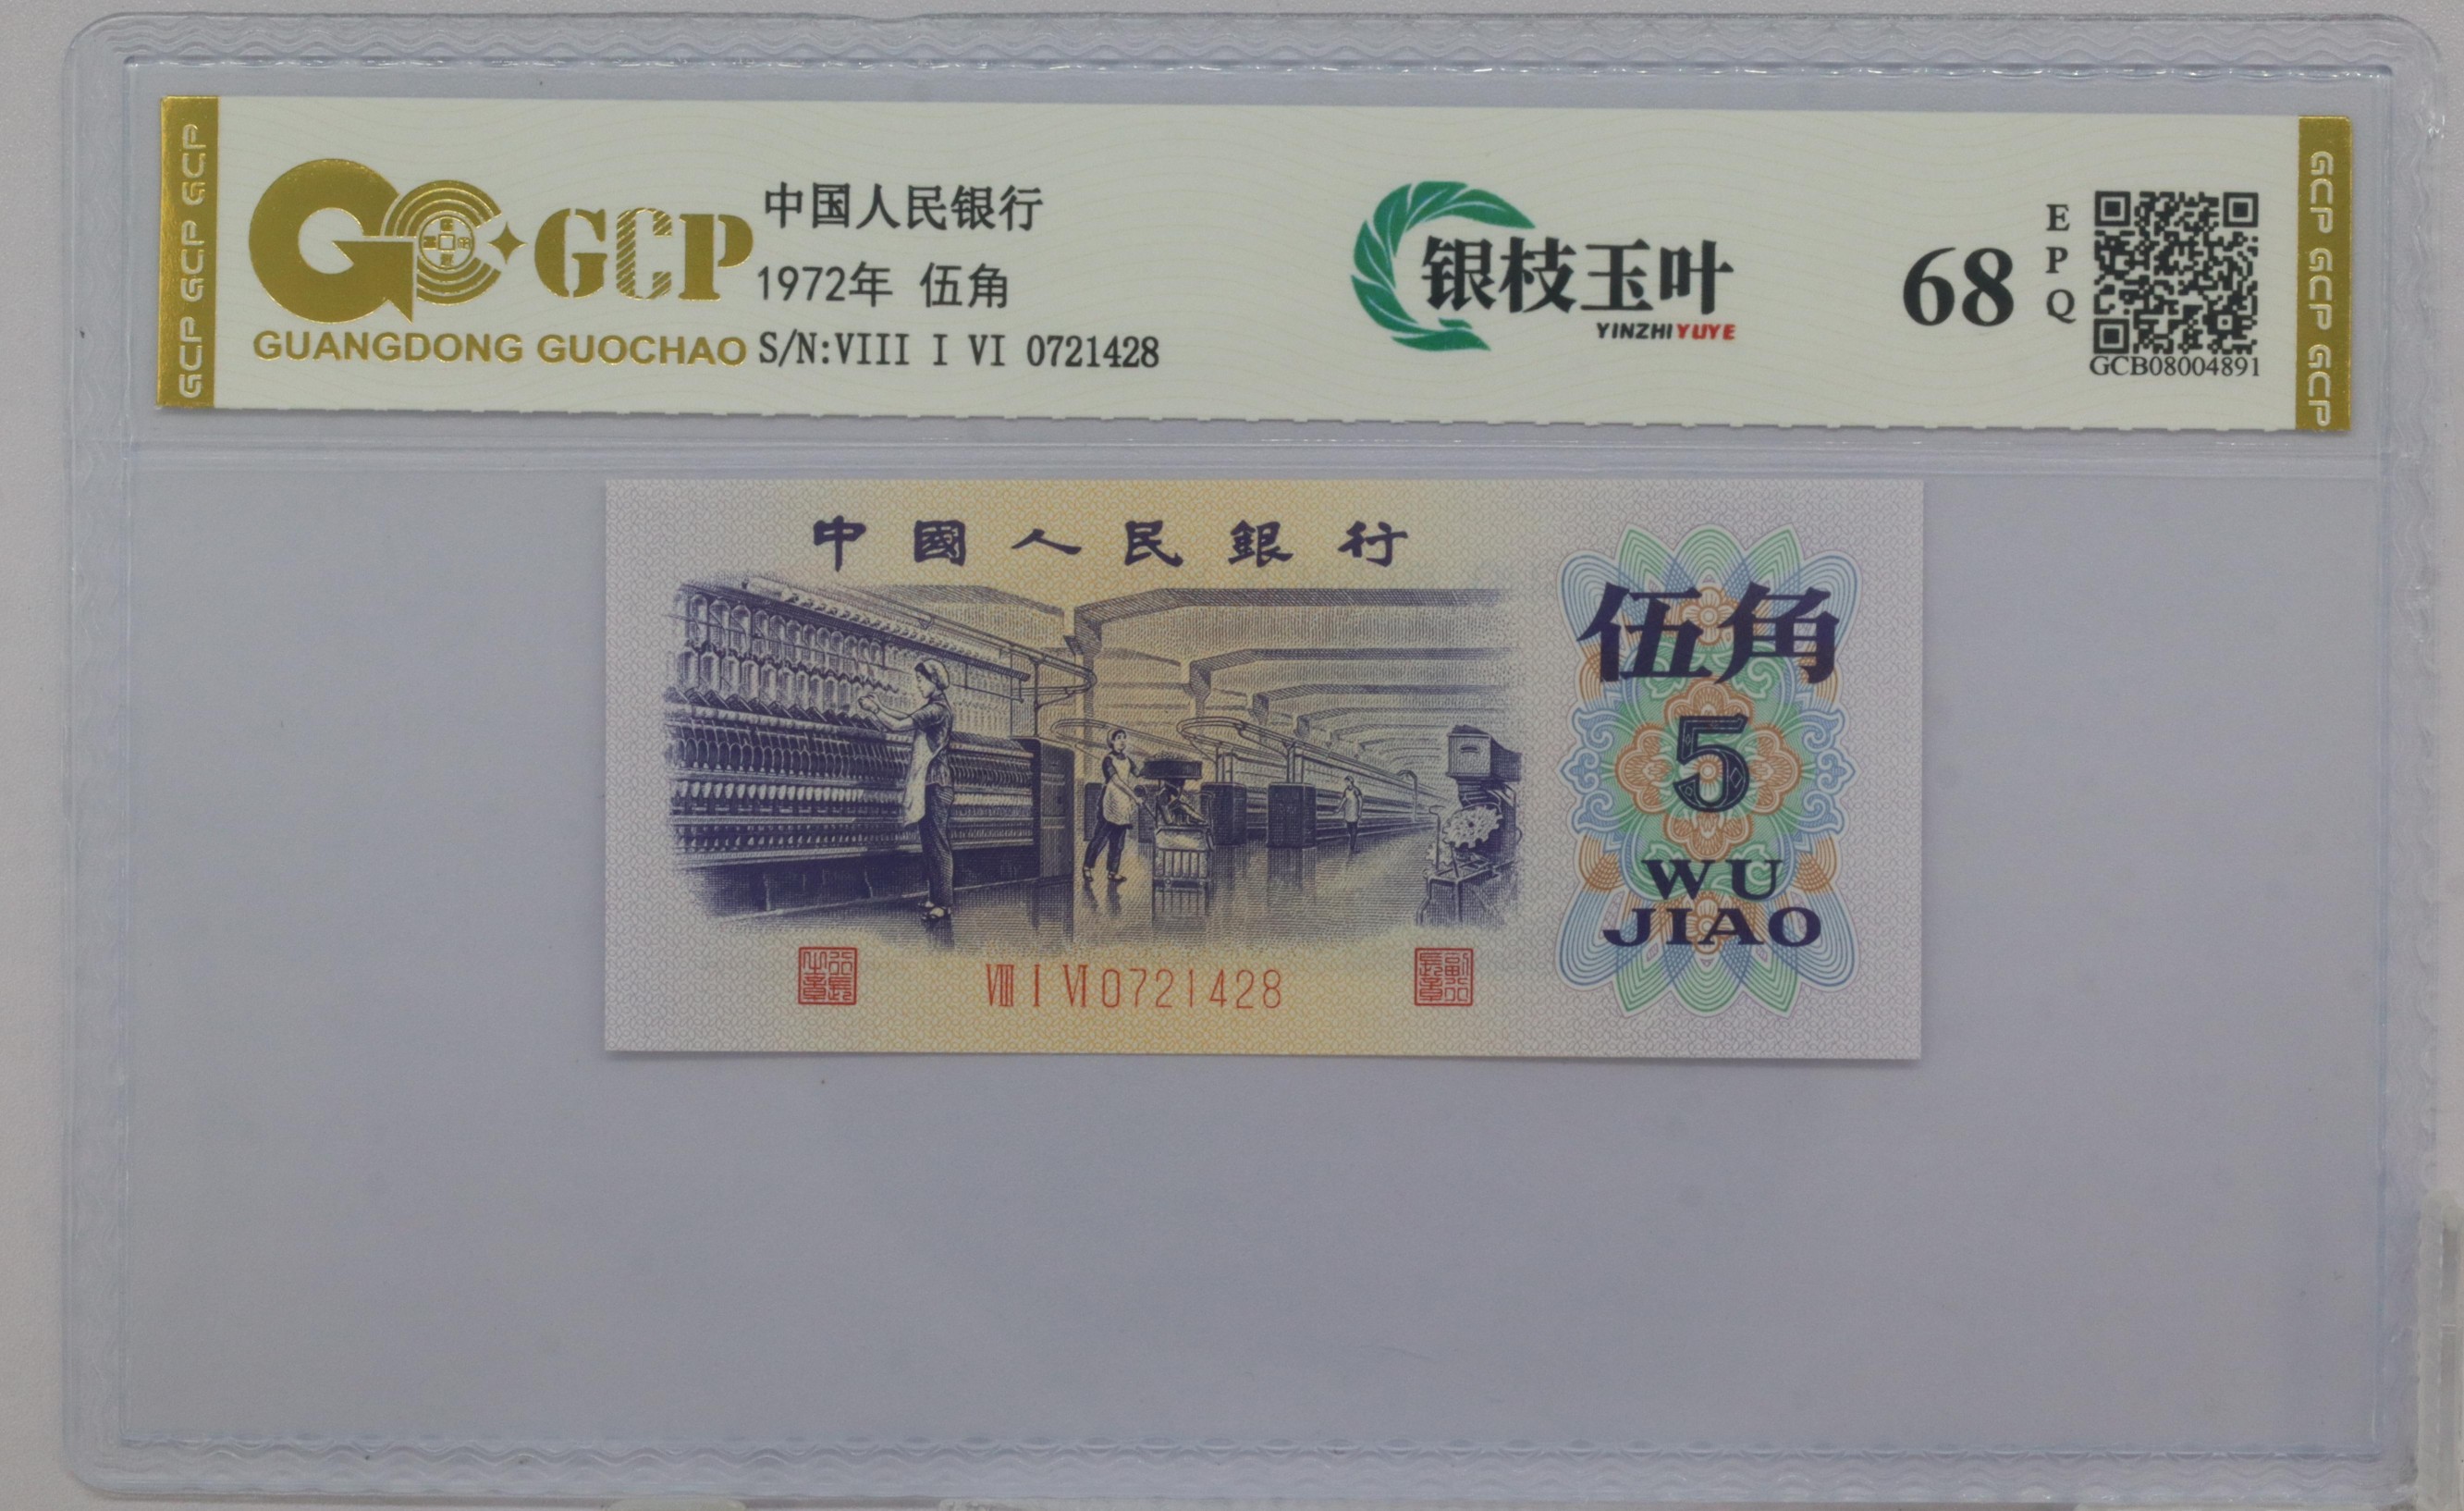 GCP GCP GCP
GCP
GUANGDONG GUOCHAO
中国人民银行
1972年 伍角
S/N:VIII I VI 0721428
银枝玉叶
YINZHIYUYE
68
EPQ
GCB08004891
GCP GCP GCP
中國人民銀行
伍角
5
WU
JIAO
VIII I VI 0721428